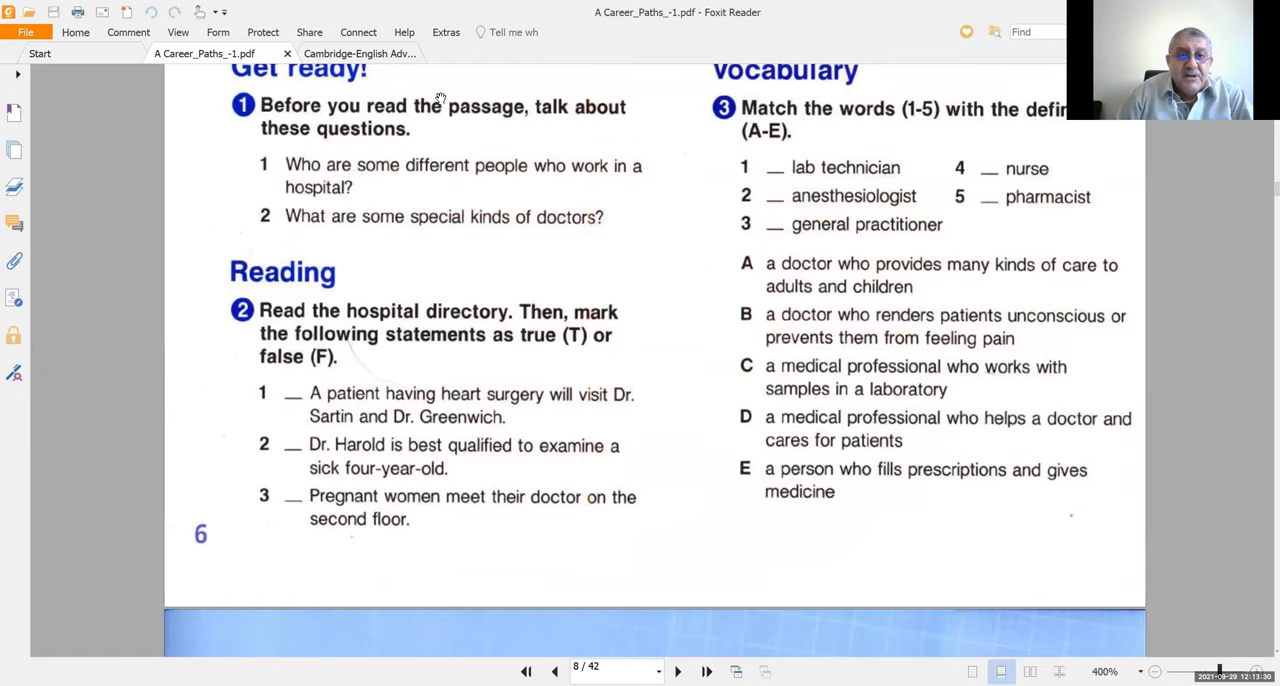 A Career_Paths_-1.pdf - Foxit Reader
File Home Comment View Form Protect Share Connect Help Extras Tell me wh Find
Start A Career_Paths_-1.pdf Cambridge-English Adv...
Get ready!
1 Before you read the passage, talk about
these questions.
1 Who are some different people who work in a
hospital?
2 What are some special kinds of doctors?
Reading
2 Read the hospital directory. Then, mark
the following statements as true (T) or
false (F).
1 __ A patient having heart surgery will visit Dr.
Sartin and Dr. Greenwich.
2 __ Dr. Harold is best qualified to examine a
sick four-year-old.
3 __ Pregnant women meet their doctor on the
second floor.
6
Vocabulary
3 Match the words (1-5) with the defin
(A-E).
1 __ lab technician 4 __ nurse
2 __ anesthesiologist 5 __ pharmacist
3 __ general practitioner
A a doctor who provides many kinds of care to
adults and children
B a doctor who renders patients unconscious or
prevents them from feeling pain
C a medical professional who works with
samples in a laboratory
D a medical professional who helps a doctor and
cares for patients
E a person who fills prescriptions and gives
medicine
8 / 42 400%
2021-09-29 12:13:30